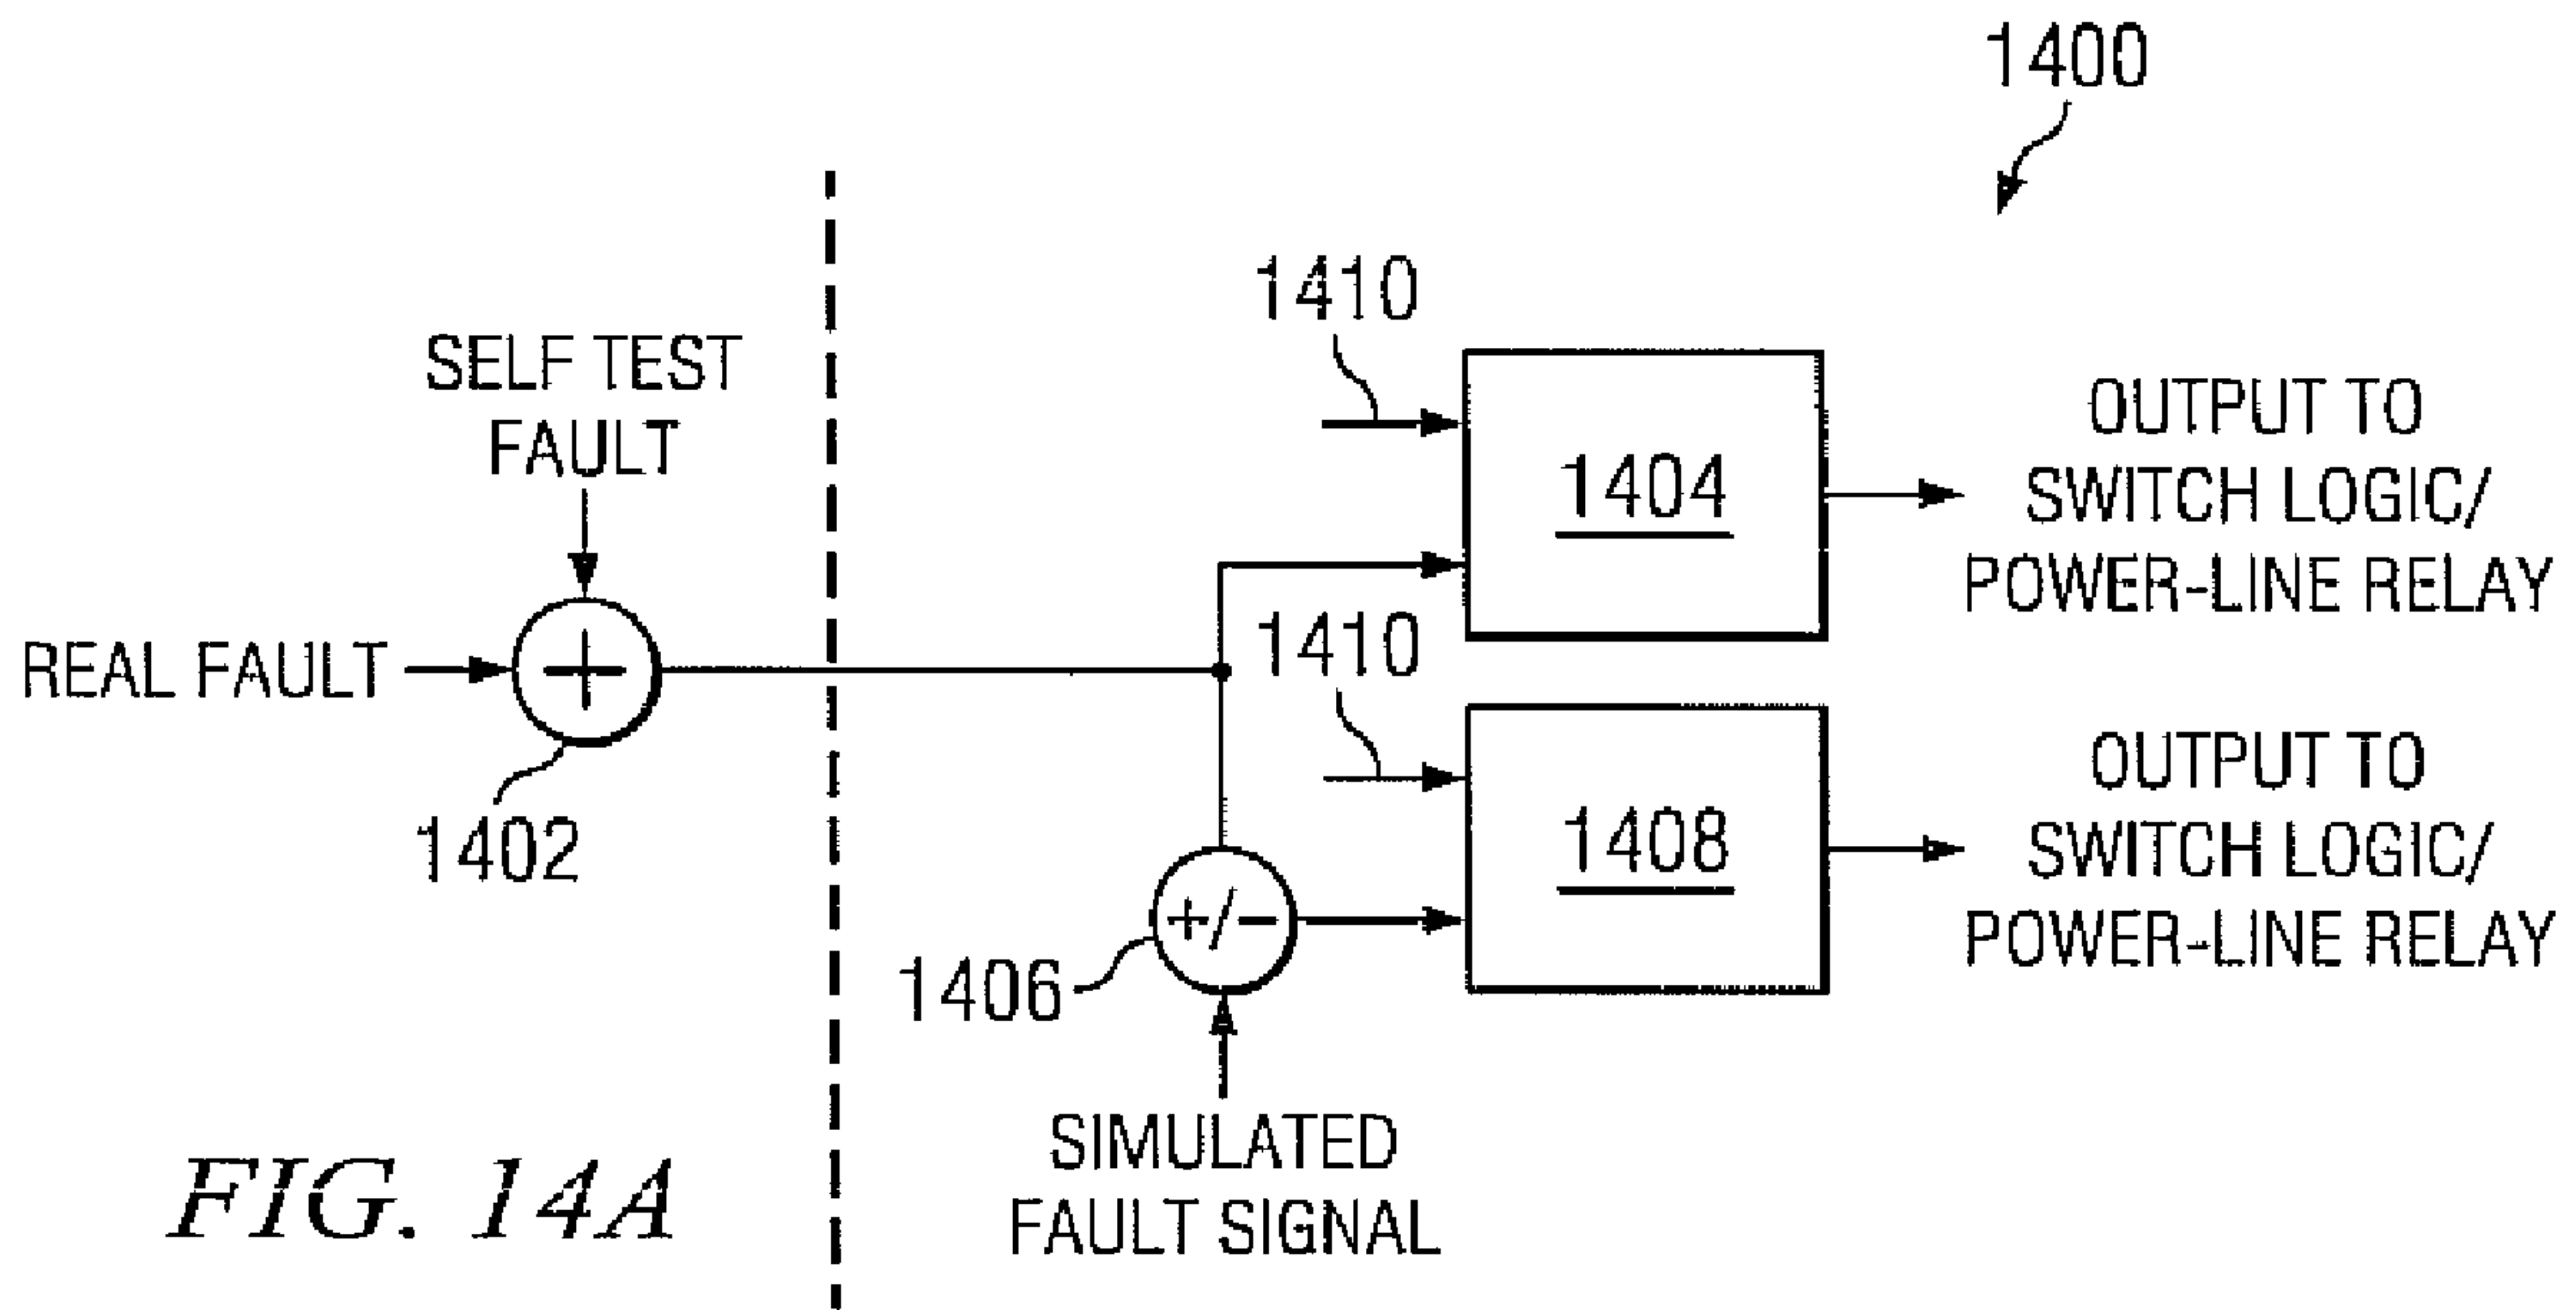 1400
1410
SELF TEST
FAULT
1404
OUTPUT TO
SWITCH LOGIC/
POWER-LINE RELAY
REAL FAULT
+
1402
1410
1408
OUTPUT TO
SWITCH LOGIC/
POWER-LINE RELAY
+/-
1406
SIMULATED
FAULT SIGNAL
FIG. 14A